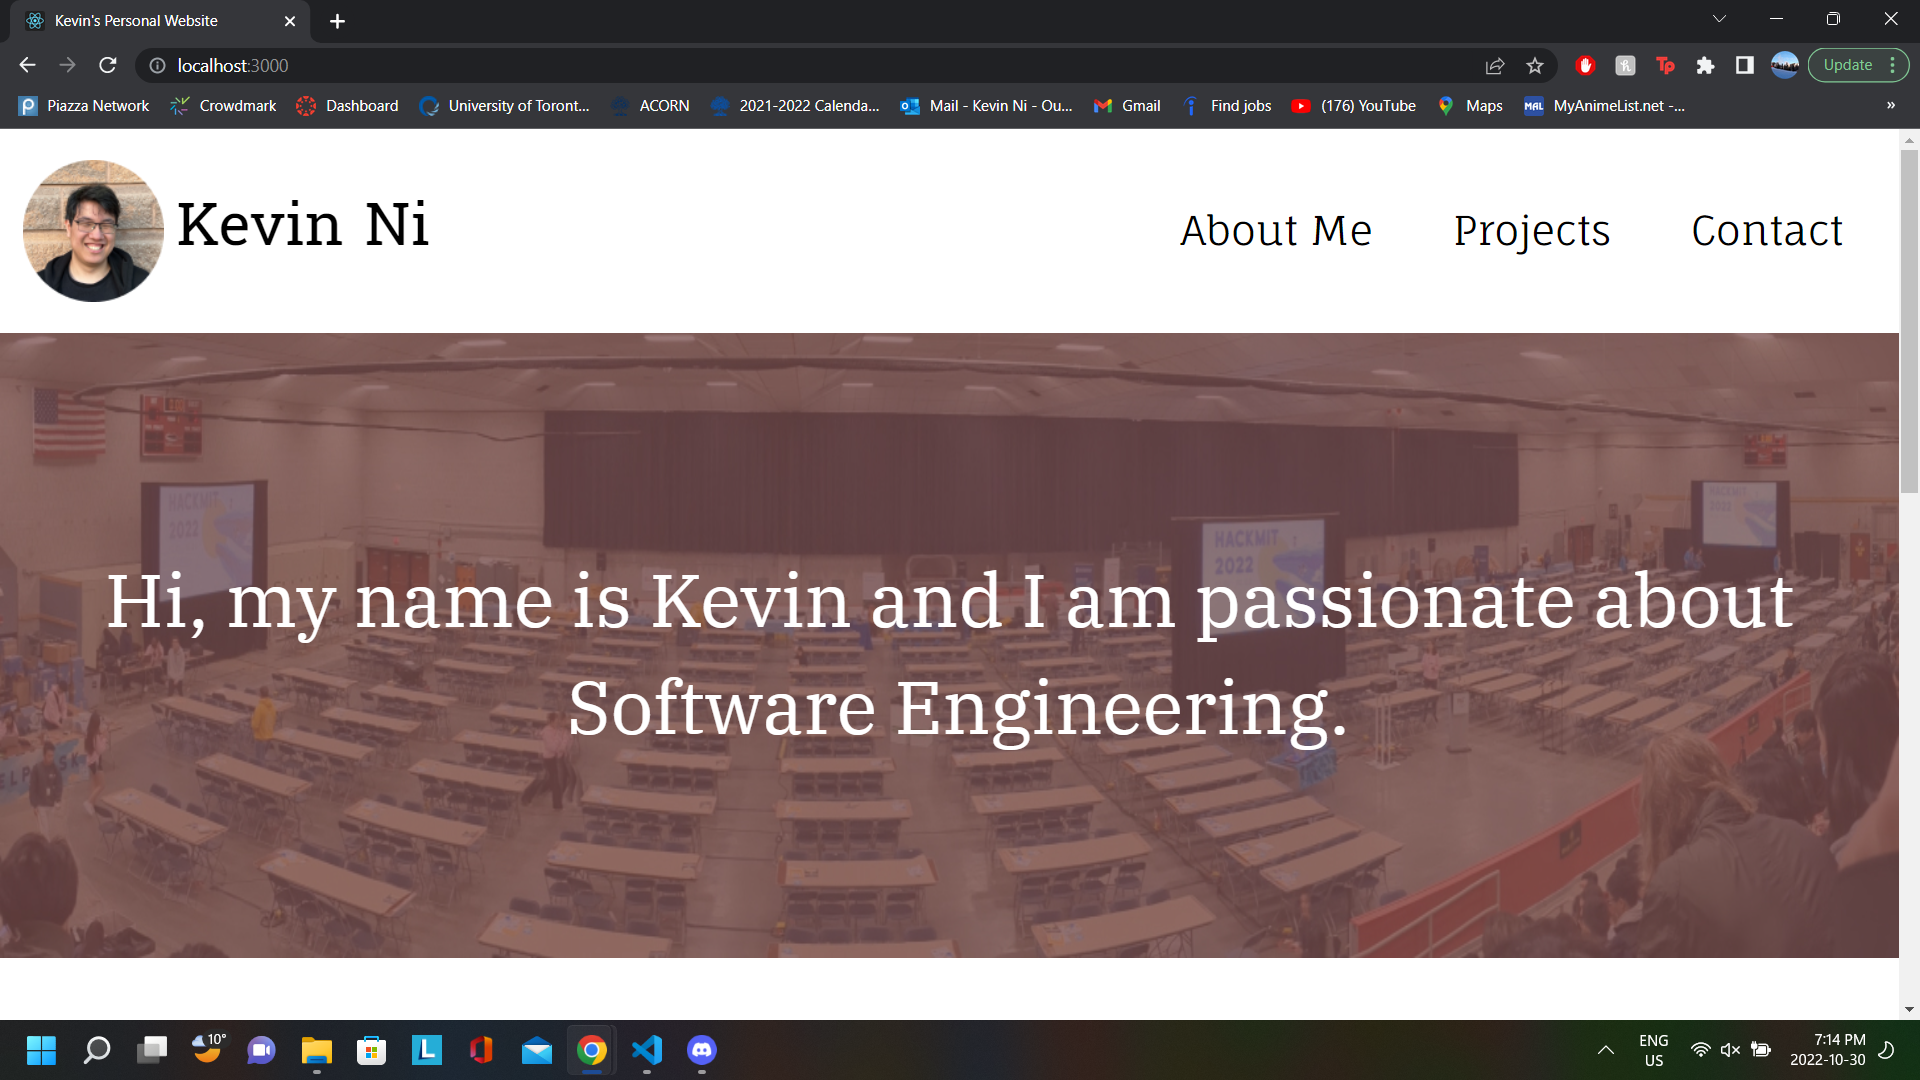 Kevin's Personal Website
localhost:3000
Update
Piazza Network
Crowdmark
Dashboard
University of Toront...
ACORN
2021-2022 Calenda...
Mail - Kevin Ni - Ou...
Gmail
Find jobs
(176) YouTube
Maps
MAL
MyAnimeList.net -...
»
Kevin Ni
About Me
Projects
Contact
HACKMIT
2022
HACKMIT
2022
Hi, my name is Kevin and I am passionate about
Software Engineering.
10°
ENG
US
7:14 PM
2022-10-30